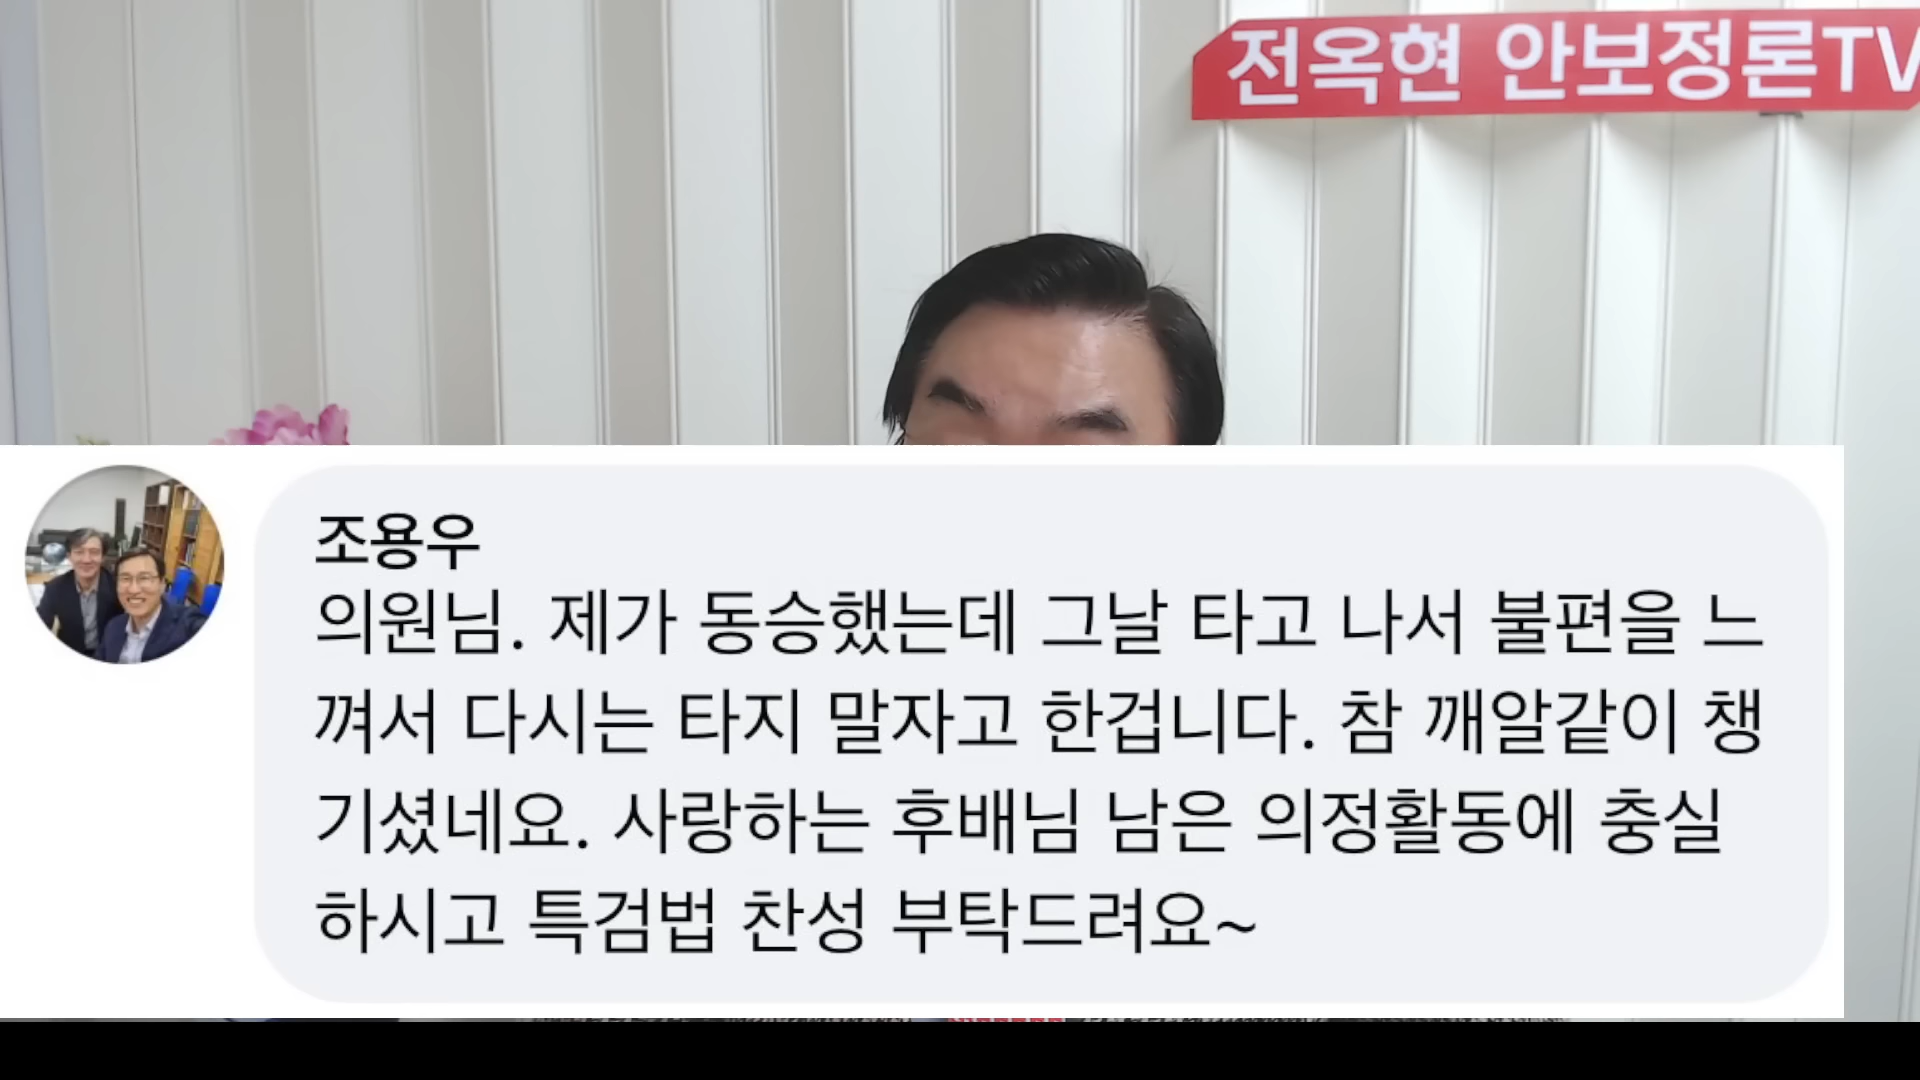 전옥현 안보정론TV
조용우
의원님. 제가 동승했는데 그날 타고 나서 불편을 느
껴서 다시는 타지 말자고 한겁니다. 참 깨알같이 챙
기셨네요. 사랑하는 후배님 남은 의정활동에 충실
하시고 특검법 찬성 부탁드려요~